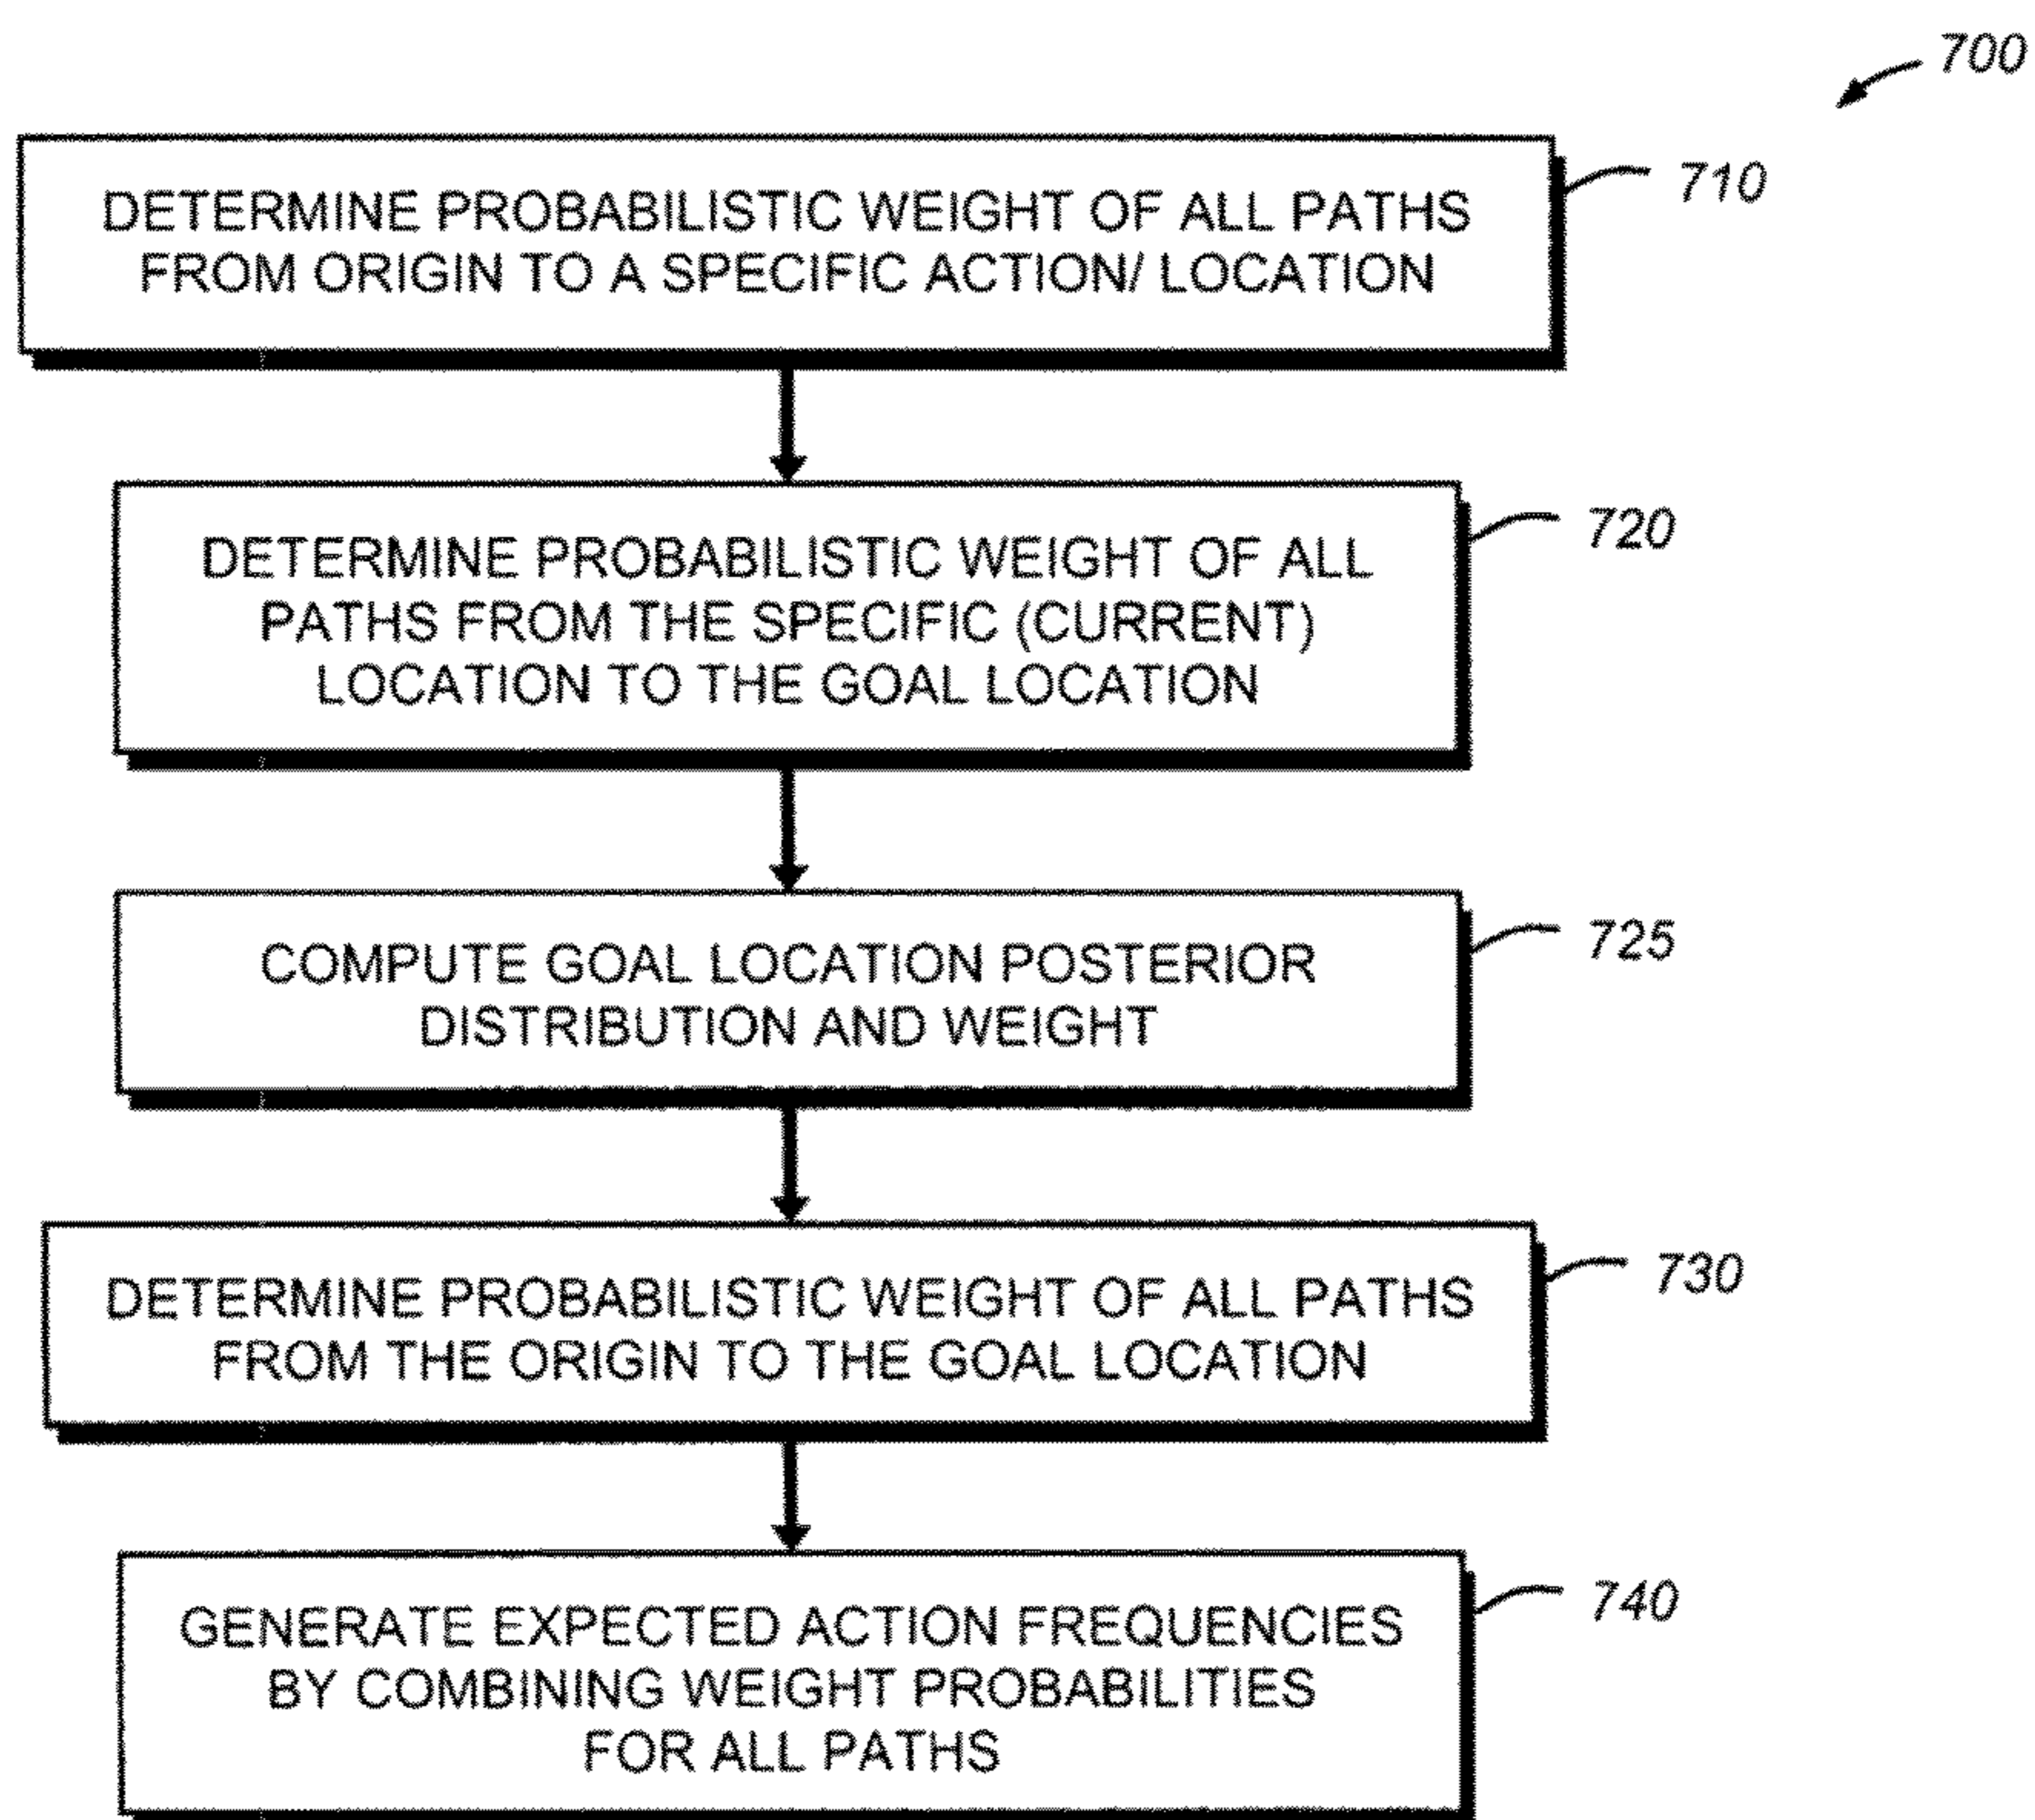 700
DETERMINE PROBABILISTIC WEIGHT OF ALL PATHS
FROM ORIGIN TO A SPECIFIC ACTION/ LOCATION
710
DETERMINE PROBABILISTIC WEIGHT OF ALL
PATHS FROM THE SPECIFIC (CURRENT)
LOCATION TO THE GOAL LOCATION
720
COMPUTE GOAL LOCATION POSTERIOR
DISTRIBUTION AND WEIGHT
725
DETERMINE PROBABILISTIC WEIGHT OF ALL PATHS
FROM THE ORIGIN TO THE GOAL LOCATION
730
GENERATE EXPECTED ACTION FREQUENCIES
BY COMBINING WEIGHT PROBABILITIES
FOR ALL PATHS
740